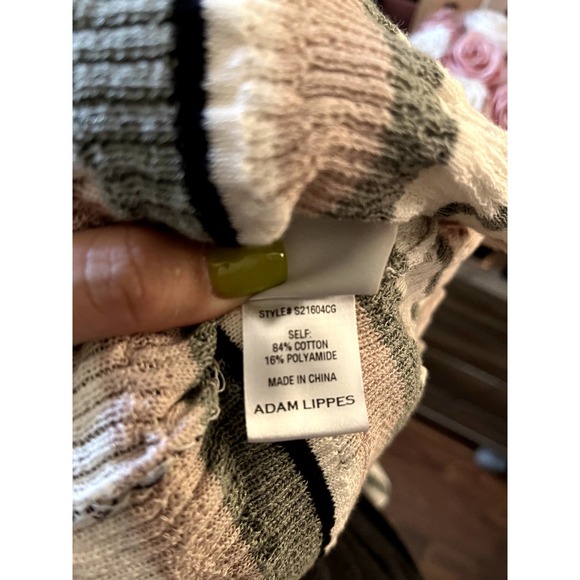 STYLE# S21604CG
SELF:
84% COTTON
16% POLYAMIDE
MADE IN CHINA
ADAM LIPPES